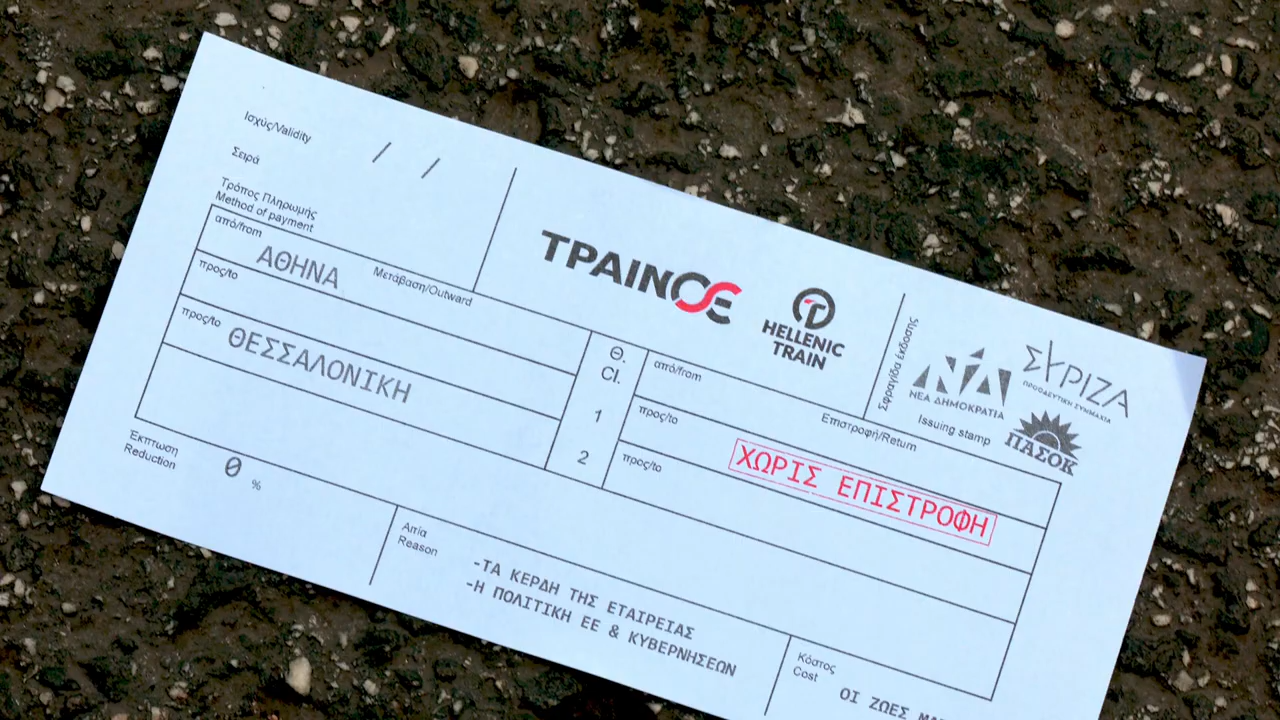 Ισχύς/Validity / /
Σειρά
Τρόπος Πληρωμής
Method of payment
από/from
ΑΘΗΝΑ
Μετάβαση/Outward
προς/to
προς/to
ΘΕΣΣΑΛΟΝΙΚΗ
Έκπτωση
Reduction
0 %
ΤΡΑΙΝΟΣΕ
HELLENIC
TRAIN
Θ.
Cl.
1
2
από/from
προς/to
Επιστροφή/Return
προς/to
ΧΩΡΙΣ ΕΠΙΣΤΡΟΦΗ
Σφραγίδα έκδοσης
ΝΔ
ΝΕΑ ΔΗΜΟΚΡΑΤΙΑ
ΣΥΡΙΖΑ
ΠΡΟΟΔΕΥΤΙΚΗ ΣΥΜΜΑΧΙΑ
Issuing stamp
ΠΑΣΟΚ
Αιτία
Reason
-ΤΑ ΚΕΡΔΗ ΤΗΣ ΕΤΑΙΡΕΙΑΣ
-Η ΠΟΛΙΤΙΚΗ ΕΕ & ΚΥΒΕΡΝΗΣΕΩΝ
Κόστος
Cost
ΟΙ ΖΩΕΣ